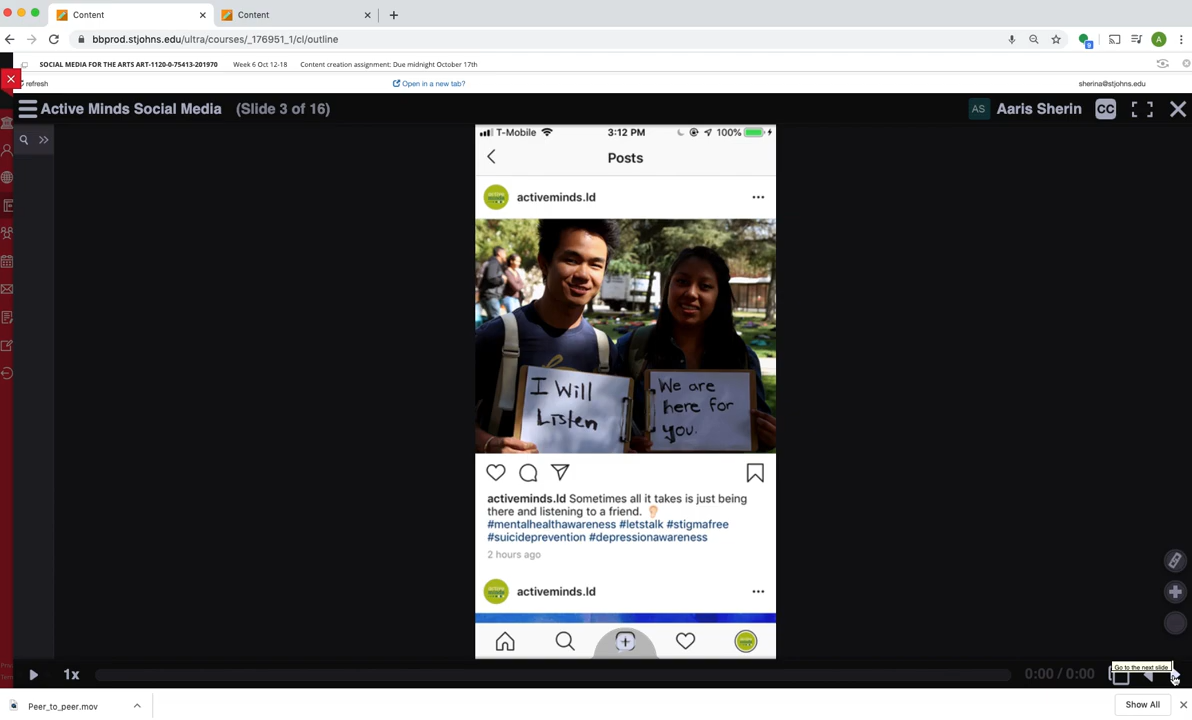 Content
Content
bbprod.stjohns.edu/ultra/courses/_176951_1/cl/outline
9
A
SOCIAL MEDIA FOR THE ARTS ART-1120-0-75413-201970 Week 6 Oct 12-18 Content creation assignment: Due midnight October 17th
refresh
Open in a new tab?
sherina@stjohns.edu
Active Minds Social Media (Slide 3 of 16)
AS Aaris Sherin CC
T-Mobile 3:12 PM 100%
Posts
activeminds.ld
I Will
Listen
We are
here for
you.
activeminds.ld Sometimes all it takes is just being
there and listening to a friend.
#mentalhealthawareness #letstalk #stigmafree
#suicideprevention #depressionawareness
2 hours ago
activeminds.ld
Go to the next slide
1x
0:00 / 0:00
Peer_to_peer.mov
Show All